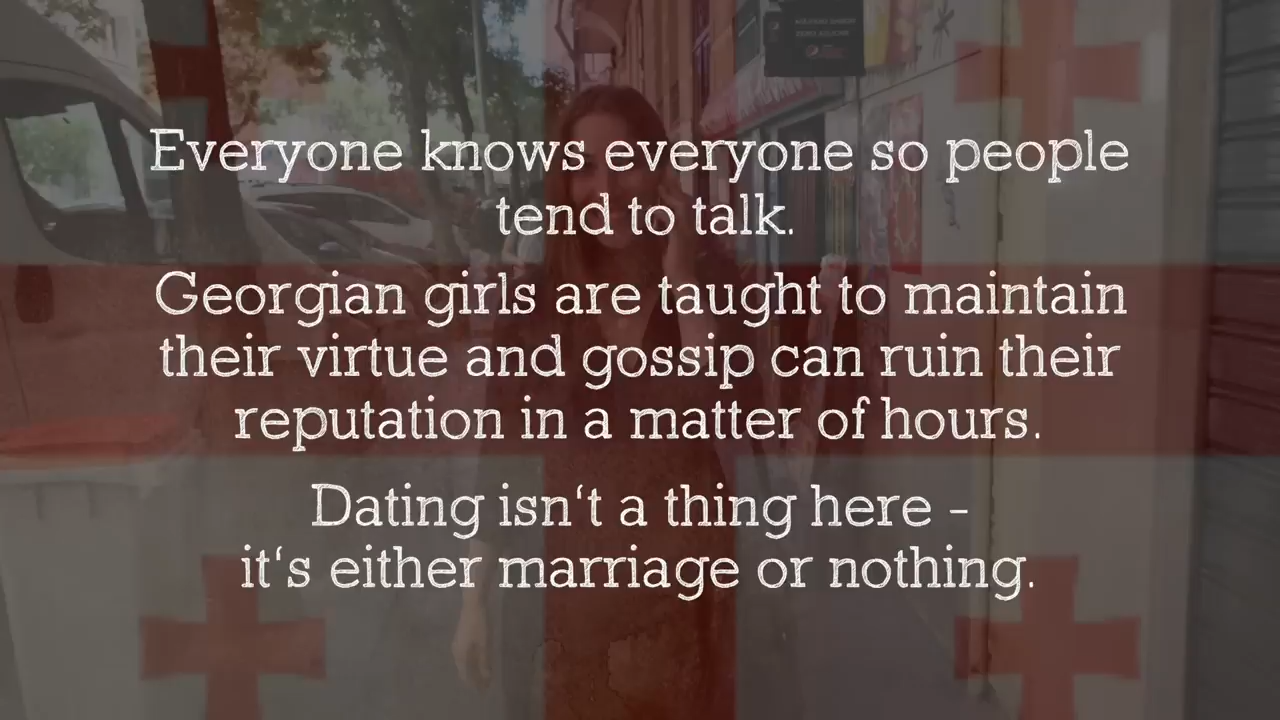 Everyone knows everyone so people
tend to talk.
Georgian girls are taught to maintain
their virtue and gossip can ruin their
reputation in a matter of hours.
Dating isn‘t a thing here -
it‘s either marriage or nothing.